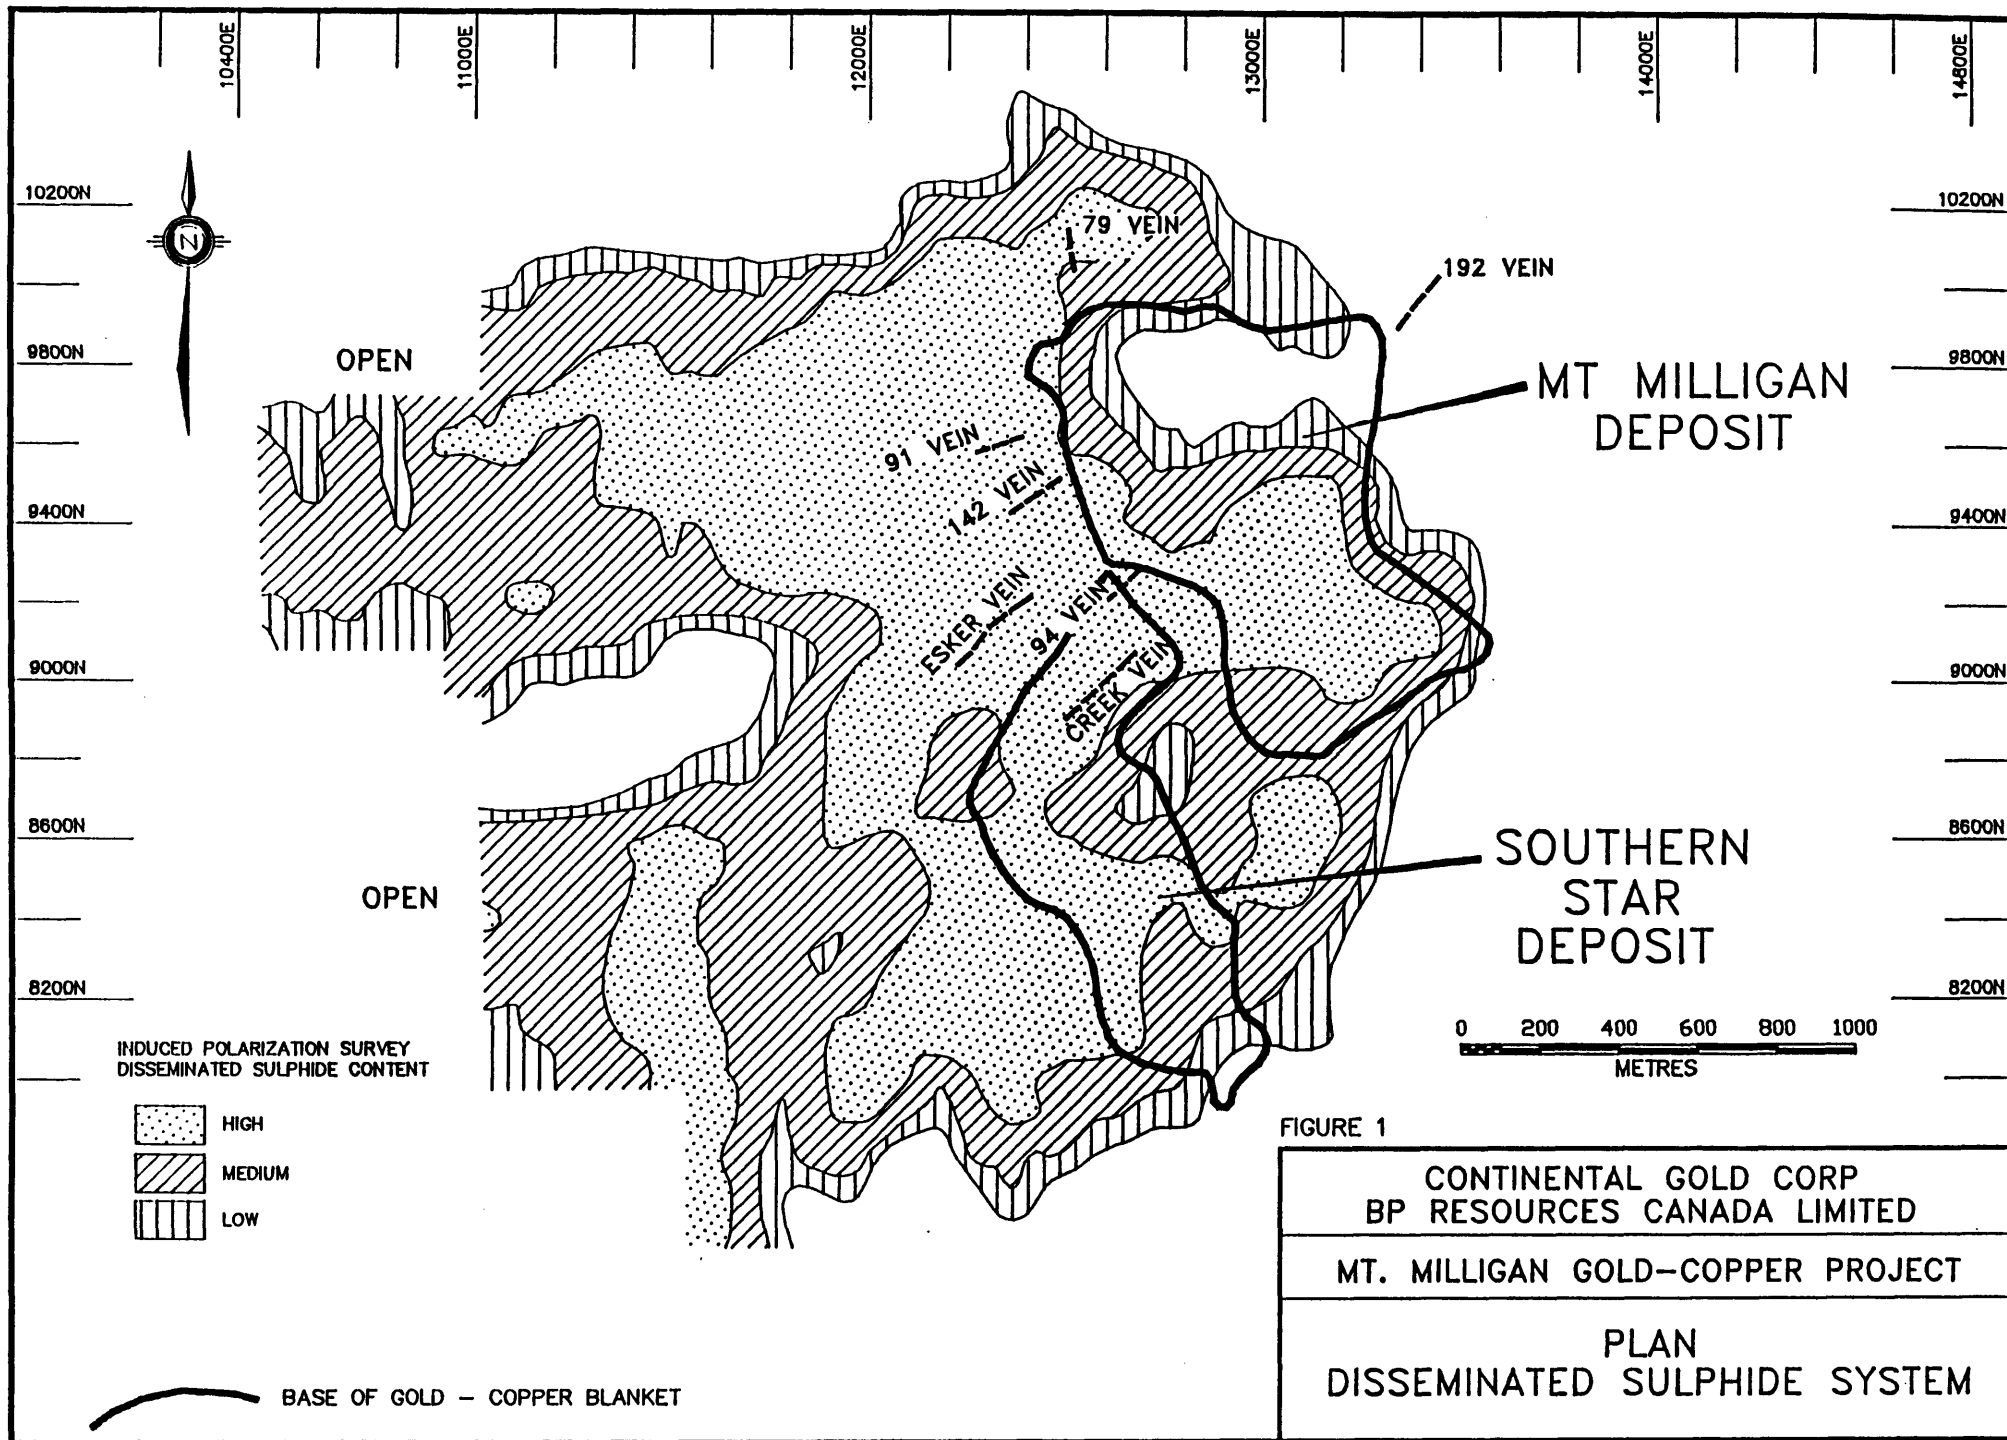 10400E
11000E
12000E
13000E
14000E
14800E
10200N
9800N
9400N
9000N
8600N
8200N
10200N
9800N
9400N
9000N
8600N
8200N
N
79 VEIN
192 VEIN
OPEN
MT MILLIGAN
DEPOSIT
91 VEIN
142 VEIN
ESKER VEIN
94 VEIN
CREEK VEIN
OPEN
SOUTHERN
STAR
DEPOSIT
0 200 400 600 800 1000
METRES
INDUCED POLARIZATION SURVEY
DISSEMINATED SULPHIDE CONTENT
HIGH
MEDIUM
LOW
BASE OF GOLD - COPPER BLANKET
FIGURE 1
CONTINENTAL GOLD CORP
BP RESOURCES CANADA LIMITED
MT. MILLIGAN GOLD-COPPER PROJECT
PLAN
DISSEMINATED SULPHIDE SYSTEM